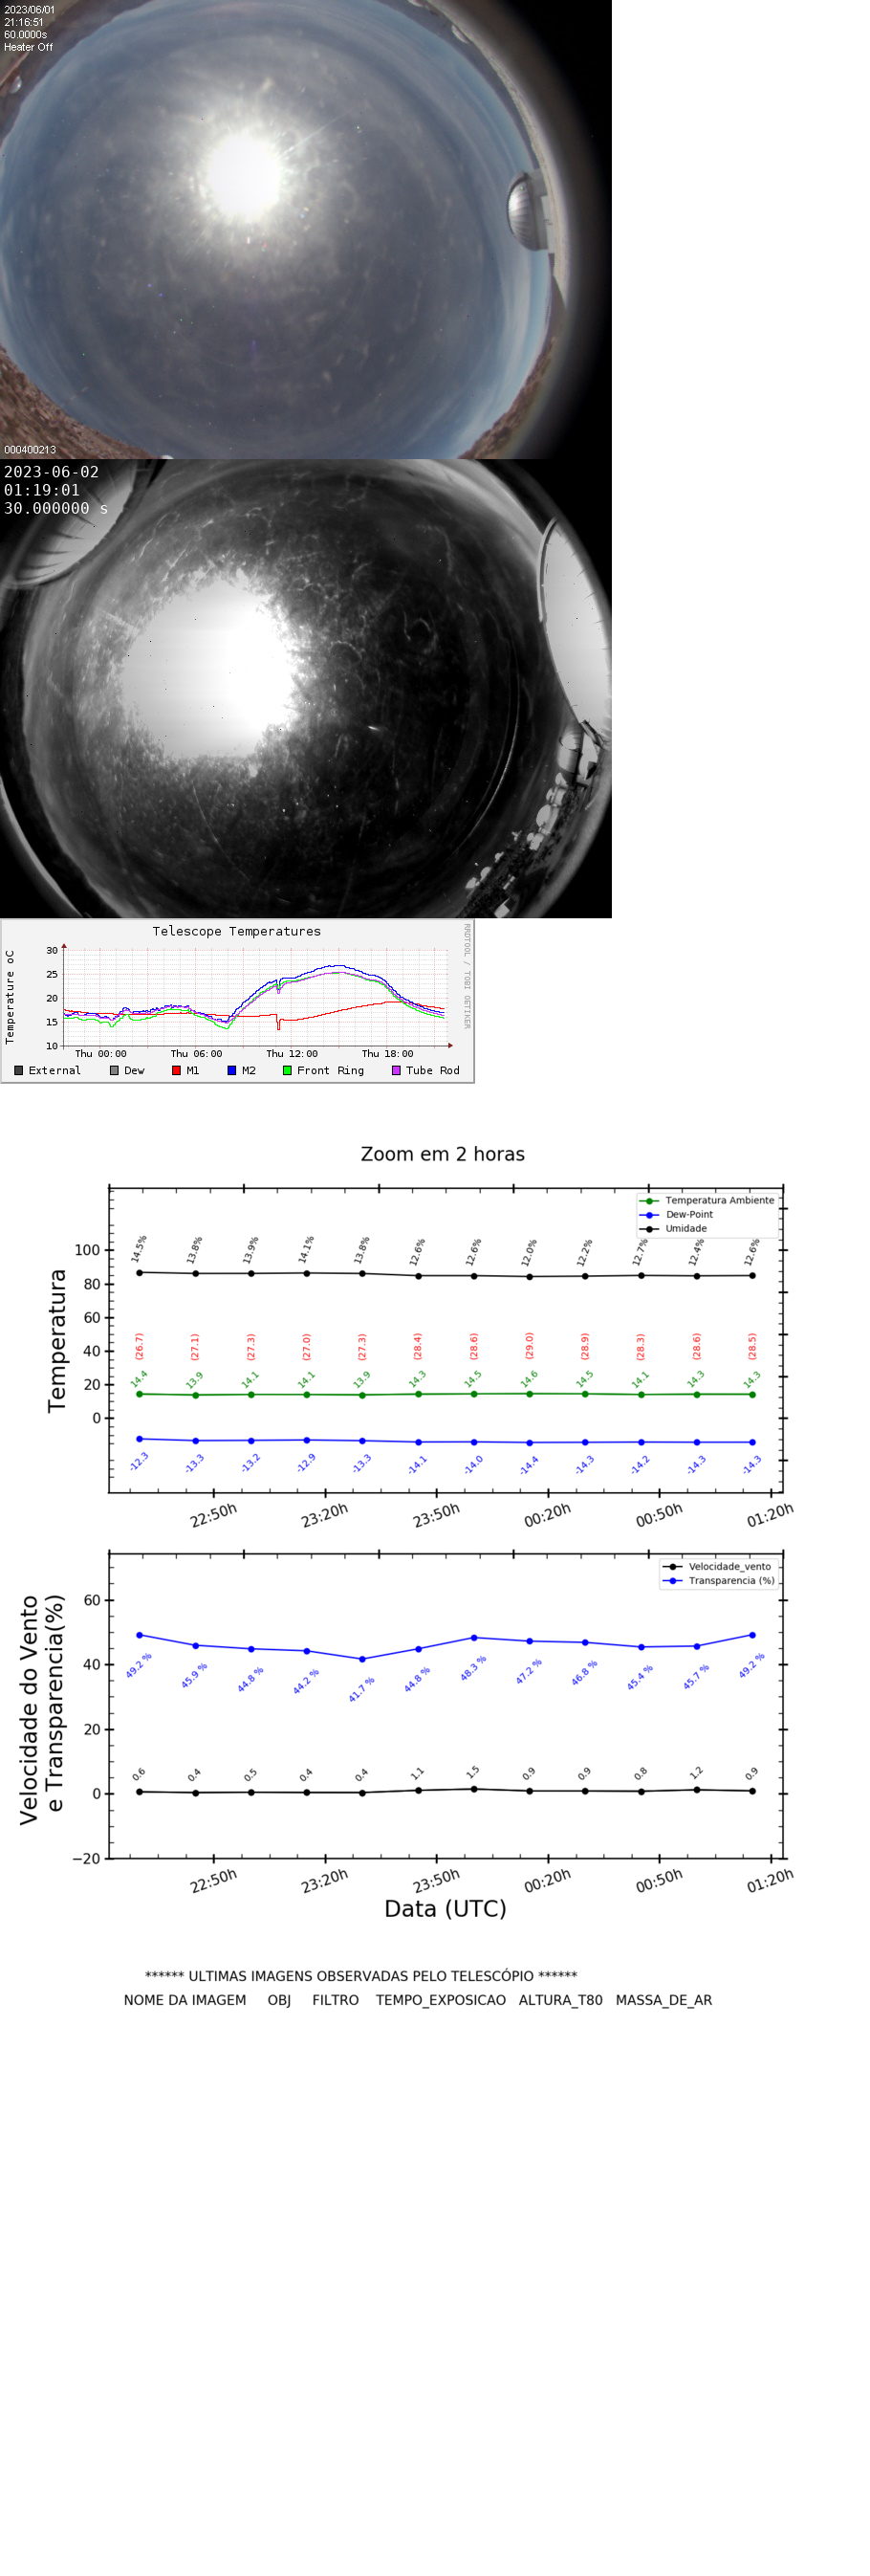 2023/06/01
21:16:51
60.0000s
Heater Off
000400213
2023-06-02
01:19:01
30.000000 s
Telescope Temperatures
RRDTOOL / TOBI OETIKER
Temperature oC
30
25
20
15
10
Thu 00:00 Thu 06:00 Thu 12:00 Thu 18:00
External Dew M1 M2 Front Ring Tube Rod
Zoom em 2 horas
Temperatura Ambiente
Dew-Point
Umidade
Temperatura
100
80
60
40
20
0
14.5% 13.8% 13.9% 14.1% 13.8% 12.6% 12.6% 12.0% 12.2% 12.7% 12.4% 12.6%
(26.7) (27.1) (27.3) (27.0) (27.3) (28.4) (28.6) (29.0) (28.9) (28.3) (28.6) (28.5)
14.4 13.9 14.1 14.1 13.9 14.3 14.5 14.6 14.5 14.1 14.3 14.3
-12.3 -13.3 -13.2 -12.9 -13.3 -14.1 -14.0 -14.4 -14.3 -14.2 -14.3 -14.3
22:50h 23:20h 23:50h 00:20h 00:50h 01:20h
Velocidade_vento
Transparencia (%)
Velocidade do Vento
e Transparencia(%)
60
40
20
0
−20
49.2 % 45.9 % 44.8 % 44.2 % 41.7 % 44.8 % 48.3 % 47.2 % 46.8 % 45.4 % 45.7 % 49.2 %
0.6 0.4 0.5 0.4 0.4 1.1 1.5 0.9 0.9 0.8 1.2 0.9
22:50h 23:20h 23:50h 00:20h 00:50h 01:20h
Data (UTC)
****** ULTIMAS IMAGENS OBSERVADAS PELO TELESCÓPIO ******
NOME DA IMAGEM OBJ FILTRO TEMPO_EXPOSICAO ALTURA_T80 MASSA_DE_AR